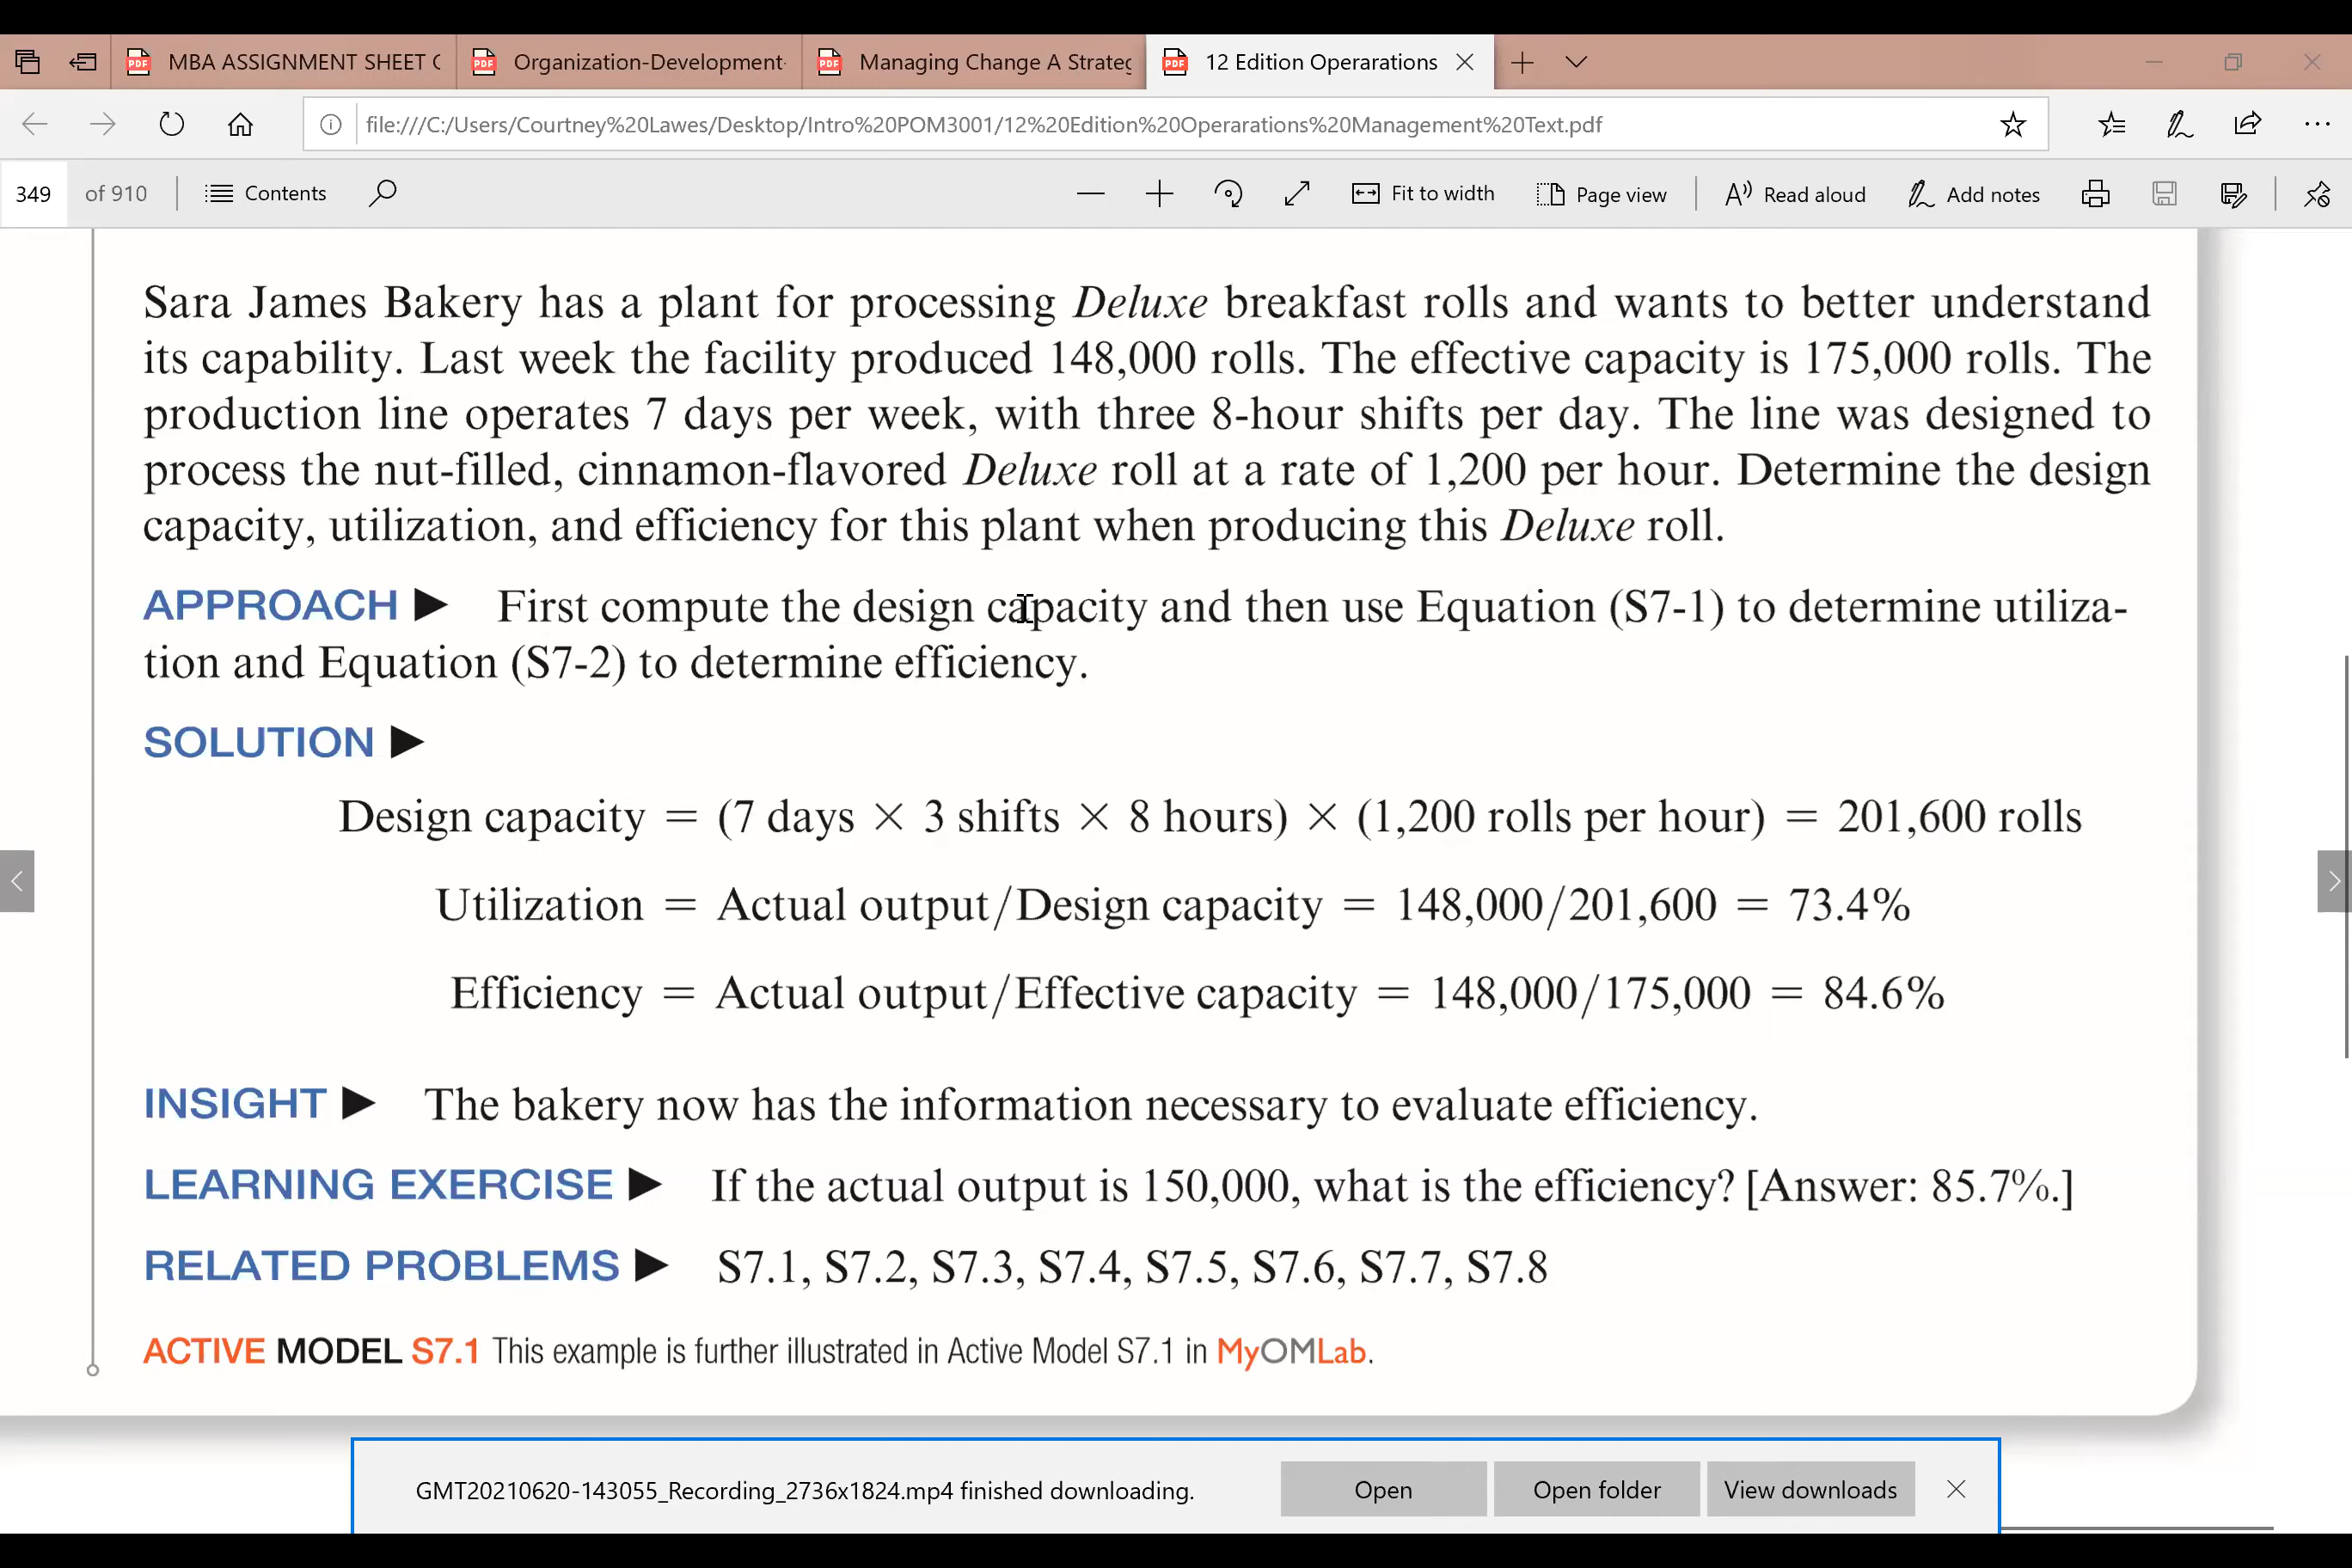 MBA ASSIGNMENT SHEET
Organization-Development
Managing Change A Strateg
12 Edition Operarations
file:///C:/Users/Courtney%20Lawes/Desktop/Intro%20POM3001/12%20Edition%20Operarations%20Management%20Text.pdf
349 of 910 Contents Fit to width Page view Read aloud Add notes
Sara James Bakery has a plant for processing Deluxe breakfast rolls and wants to better understand
its capability. Last week the facility produced 148,000 rolls. The effective capacity is 175,000 rolls. The
production line operates 7 days per week, with three 8-hour shifts per day. The line was designed to
process the nut-filled, cinnamon-flavored Deluxe roll at a rate of 1,200 per hour. Determine the design
capacity, utilization, and efficiency for this plant when producing this Deluxe roll.
APPROACH ▶ First compute the design capacity and then use Equation (S7-1) to determine utiliza-
tion and Equation (S7-2) to determine efficiency.
SOLUTION ▶
Design capacity = (7 days × 3 shifts × 8 hours) × (1,200 rolls per hour) = 201,600 rolls
Utilization = Actual output/Design capacity = 148,000/201,600 = 73.4%
Efficiency = Actual output/Effective capacity = 148,000/175,000 = 84.6%
INSIGHT ▶ The bakery now has the information necessary to evaluate efficiency.
LEARNING EXERCISE ▶ If the actual output is 150,000, what is the efficiency? [Answer: 85.7%.]
RELATED PROBLEMS ▶ S7.1, S7.2, S7.3, S7.4, S7.5, S7.6, S7.7, S7.8
ACTIVE MODEL S7.1 This example is further illustrated in Active Model S7.1 in MyOMLab.
GMT20210620-143055_Recording_2736x1824.mp4 finished downloading. Open Open folder View downloads